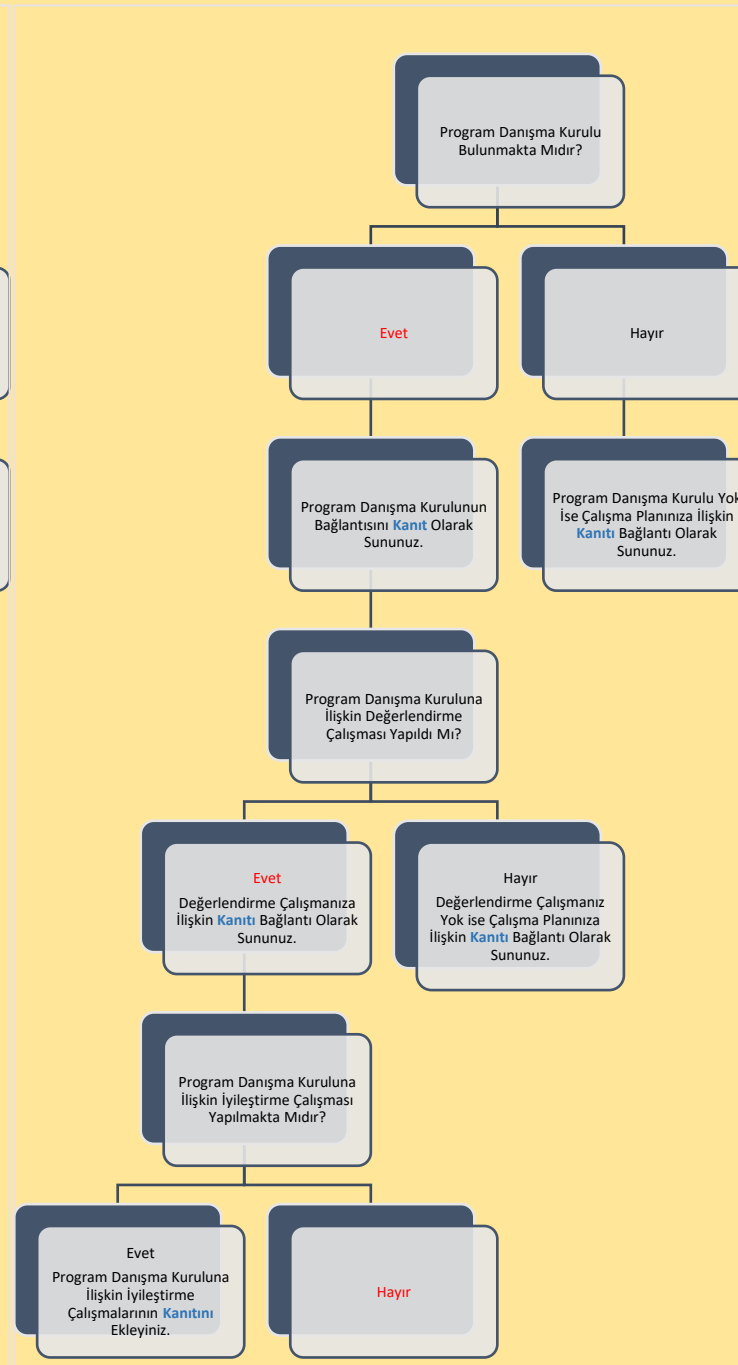 Program Danışma Kurulu
Bulunmakta Mıdır?
Evet
Hayır
Program Danışma Kurulunun
Bağlantısını Kanıt Olarak
Sununuz.
Program Danışma Kurulu Yok
İse Çalışma Planınıza İlişkin
Kanıtı Bağlantı Olarak
Sununuz.
Program Danışma Kuruluna
İlişkin Değerlendirme
Çalışması Yapıldı Mı?
Evet
Değerlendirme Çalışmanıza
İlişkin Kanıtı Bağlantı Olarak
Sununuz.
Hayır
Değerlendirme Çalışmanız
Yok ise Çalışma Planınıza
İlişkin Kanıtı Bağlantı Olarak
Sununuz.
Program Danışma Kuruluna
İlişkin İyileştirme Çalışması
Yapılmakta Mıdır?
Evet
Program Danışma Kuruluna
İlişkin İyileştirme
Çalışmalarının Kanıtını
Ekleyiniz.
Hayır